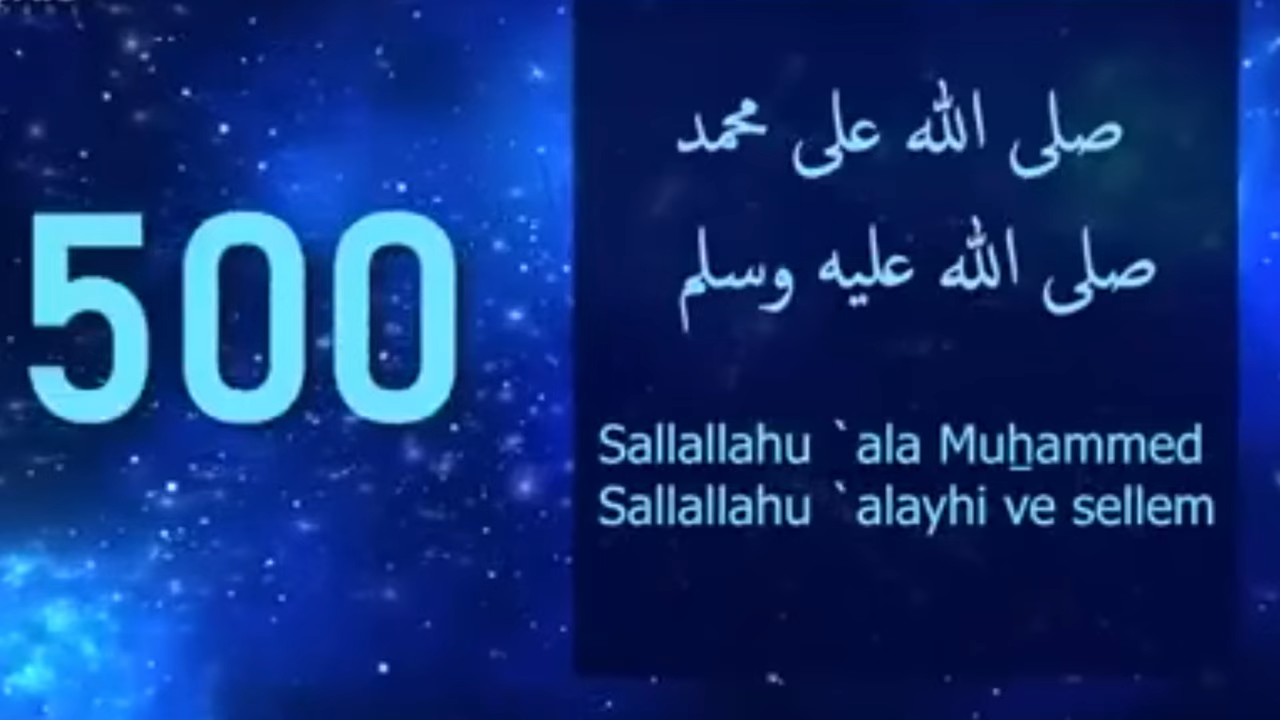 500
صلى الله على محمد
صلى الله عليه وسلم
Sallallahu `ala Muẖammed
Sallallahu `alayhi ve sellem